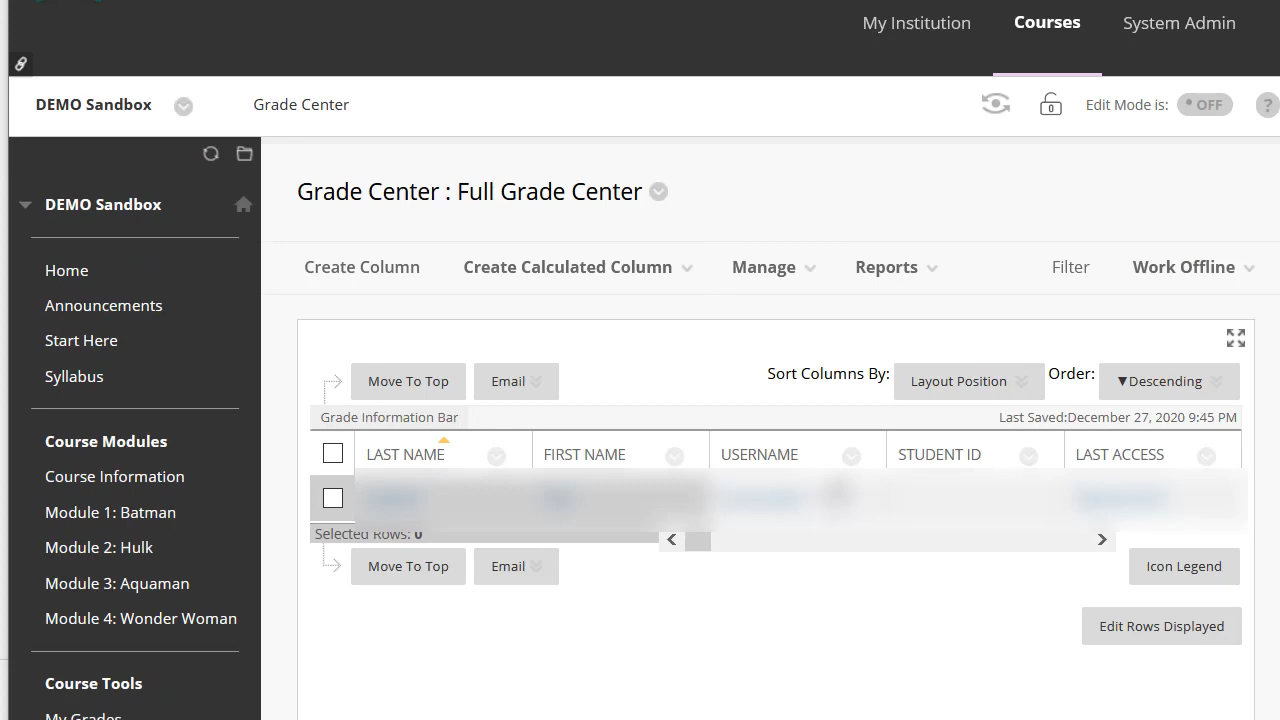 My Institution Courses System Admin
DEMO Sandbox Grade Center Edit Mode is: OFF ?
DEMO Sandbox
Home
Announcements
Start Here
Syllabus
Course Modules
Course Information
Module 1: Batman
Module 2: Hulk
Module 3: Aquaman
Module 4: Wonder Woman
Course Tools
My Grades
Grade Center : Full Grade Center
Create Column Create Calculated Column Manage Reports Filter Work Offline
Move To Top Email Sort Columns By: Layout Position Order: ▼Descending
Grade Information Bar Last Saved:December 27, 2020 9:45 PM
LAST NAME FIRST NAME USERNAME STUDENT ID LAST ACCESS
Selected Rows: 0
Move To Top Email Icon Legend
Edit Rows Displayed